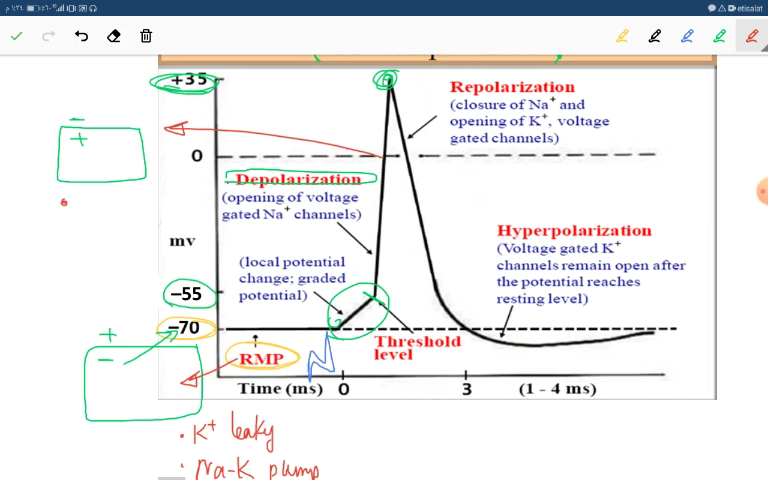 etisalat
+35
Repolarization
(closure of Na+ and
opening of K+, voltage
gated channels)
−
+
0
Depolarization
(opening of voltage
gated Na+ channels)
mv
Hyperpolarization
(Voltage gated K+
channels remain open after
the potential reaches
resting level)
(local potential
change; graded
potential)
−55
−70
+
−
Threshold
level
RMP
Time (ms) 0 3 (1 - 4 ms)
• K+ leaky
• Na-K pump